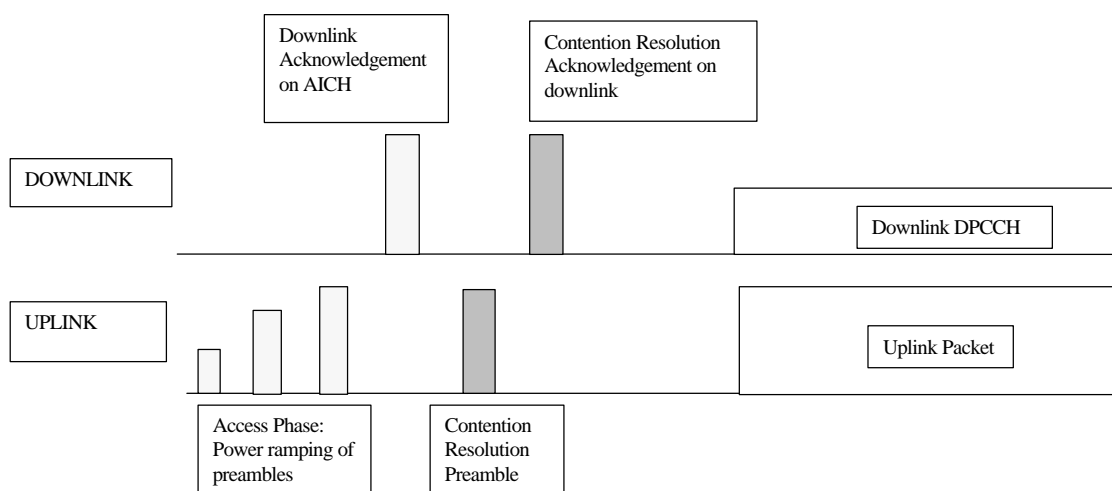 Downlink
Acknowledgement
on AICH
Contention Resolution
Acknowledgement on
downlink
DOWNLINK
Downlink DPCCH
UPLINK
Uplink Packet
Access Phase:
Power ramping of
preambles
Contention
Resolution
Preamble